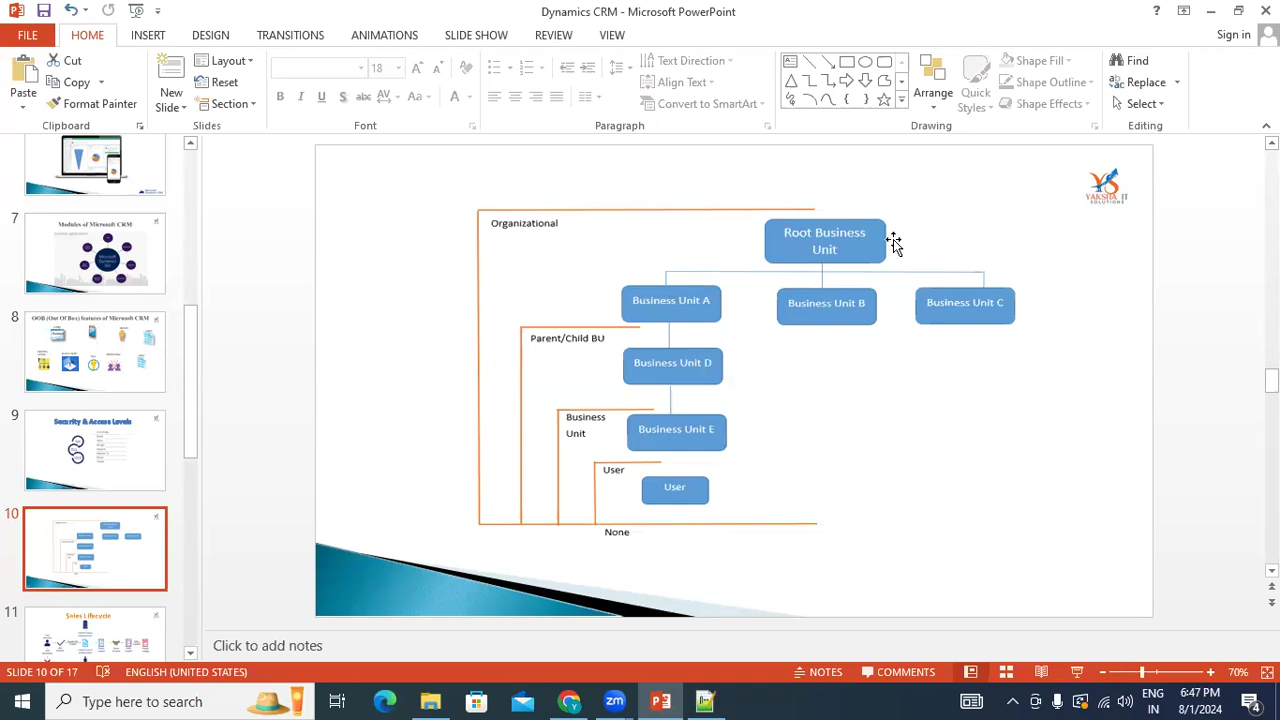 Dynamics CRM - Microsoft PowerPoint
Sign in
FILE
HOME
INSERT
DESIGN
TRANSITIONS
ANIMATIONS
SLIDE SHOW
REVIEW
VIEW
Paste
Cut
Copy
Format Painter
Clipboard
New
Slide
Layout
Reset
Section
Slides
18
Font
Text Direction
Align Text
Convert to SmartArt
Paragraph
Arrange
Quick
Styles
Shape Fill
Shape Outline
Shape Effects
Drawing
Find
Replace
Select
Editing
7
Modules of Microsoft CRM
8
OOB (Out Of Box) features of Microsoft CRM
9
Security & Access Levels
10
11
Sales Lifecycle
YAKSHA IT
SOLUTIONS
Organizational
Root Business
Unit
Business Unit A
Business Unit B
Business Unit C
Parent/Child BU
Business Unit D
Business
Unit
Business Unit E
User
User
None
Click to add notes
SLIDE 10 OF 17
ENGLISH (UNITED STATES)
NOTES
COMMENTS
70%
Type here to search
ENG
IN
6:47 PM
8/1/2024